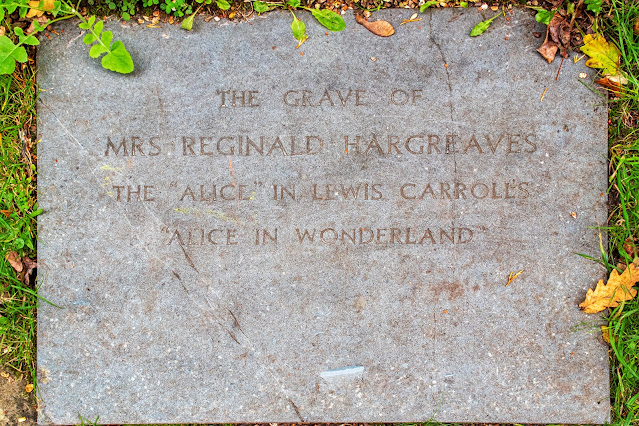 THE GRAVE OF
MRS REGINALD HARGREAVES
THE "ALICE" IN LEWIS CARROLL'S
"ALICE IN WONDERLAND"